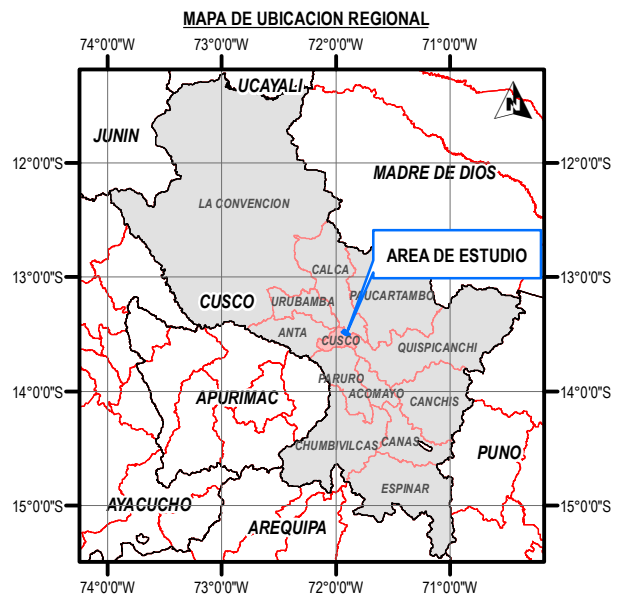 MAPA DE UBICACION REGIONAL
74°0'0"W 73°0'0"W 72°0'0"W 71°0'0"W
UCAYALI
N
JUNIN
12°0'0"S 12°0'0"S
MADRE DE DIOS
LA CONVENCION
AREA DE ESTUDIO
CALCA
13°0'0"S 13°0'0"S
PAUCARTAMBO
CUSCO URUBAMBA
ANTA CUSCO QUISPICANCHI
PARURO
ACOMAYO
APURIMAC CANCHIS
14°0'0"S 14°0'0"S
CHUMBIVILCAS CANAS PUNO
ESPINAR
AYACUCHO
15°0'0"S 15°0'0"S
AREQUIPA
74°0'0"W 73°0'0"W 72°0'0"W 71°0'0"W